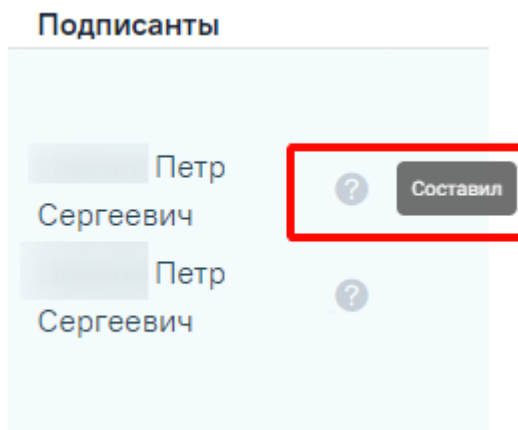 Подписанты
Петр
Сергеевич
? Составил
Петр
Сергеевич
?